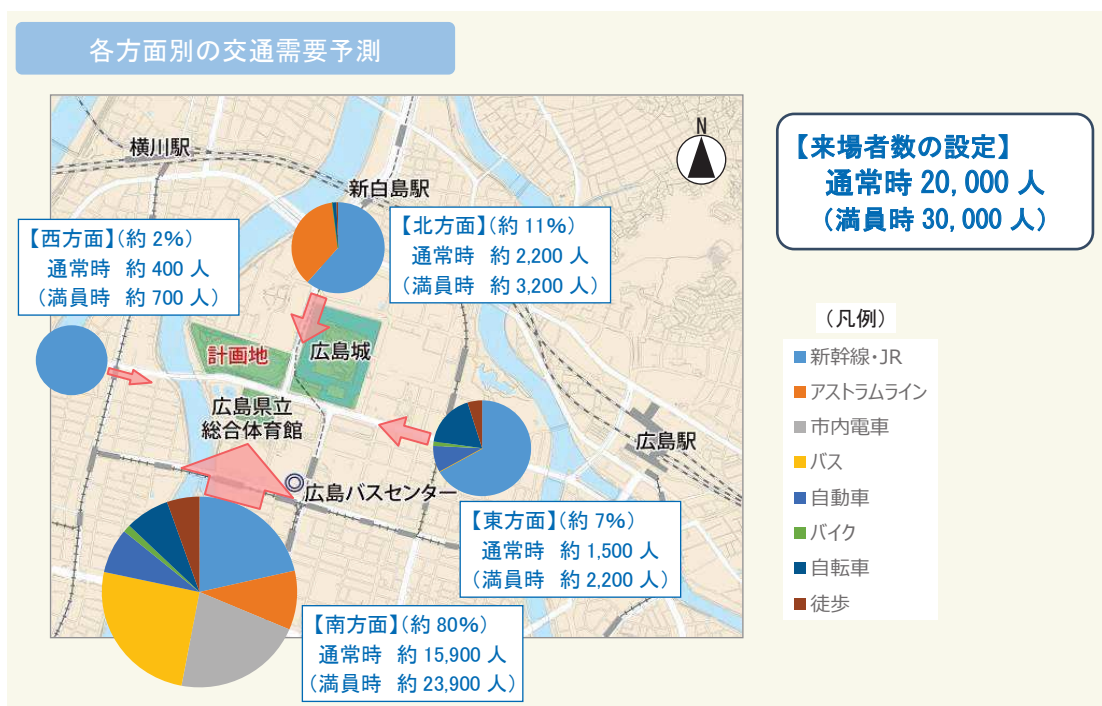 各方面別の交通需要予測
横川駅
新白島駅
N
【来場者数の設定】
通常時 20,000 人
(満員時 30,000 人)
【西方面】(約 2%)
通常時 約 400 人
(満員時 約 700 人)
【北方面】(約 11%)
通常時 約 2,200 人
(満員時 約 3,200 人)
計画地
広島城
広島県立
総合体育館
広島駅
広島バスセンター
【東方面】(約 7%)
通常時 約 1,500 人
(満員時 約 2,200 人)
【南方面】(約 80%)
通常時 約 15,900 人
(満員時 約 23,900 人)
(凡例)
新幹線・JR
アストラムライン
市内電車
バス
自動車
バイク
自転車
徒歩